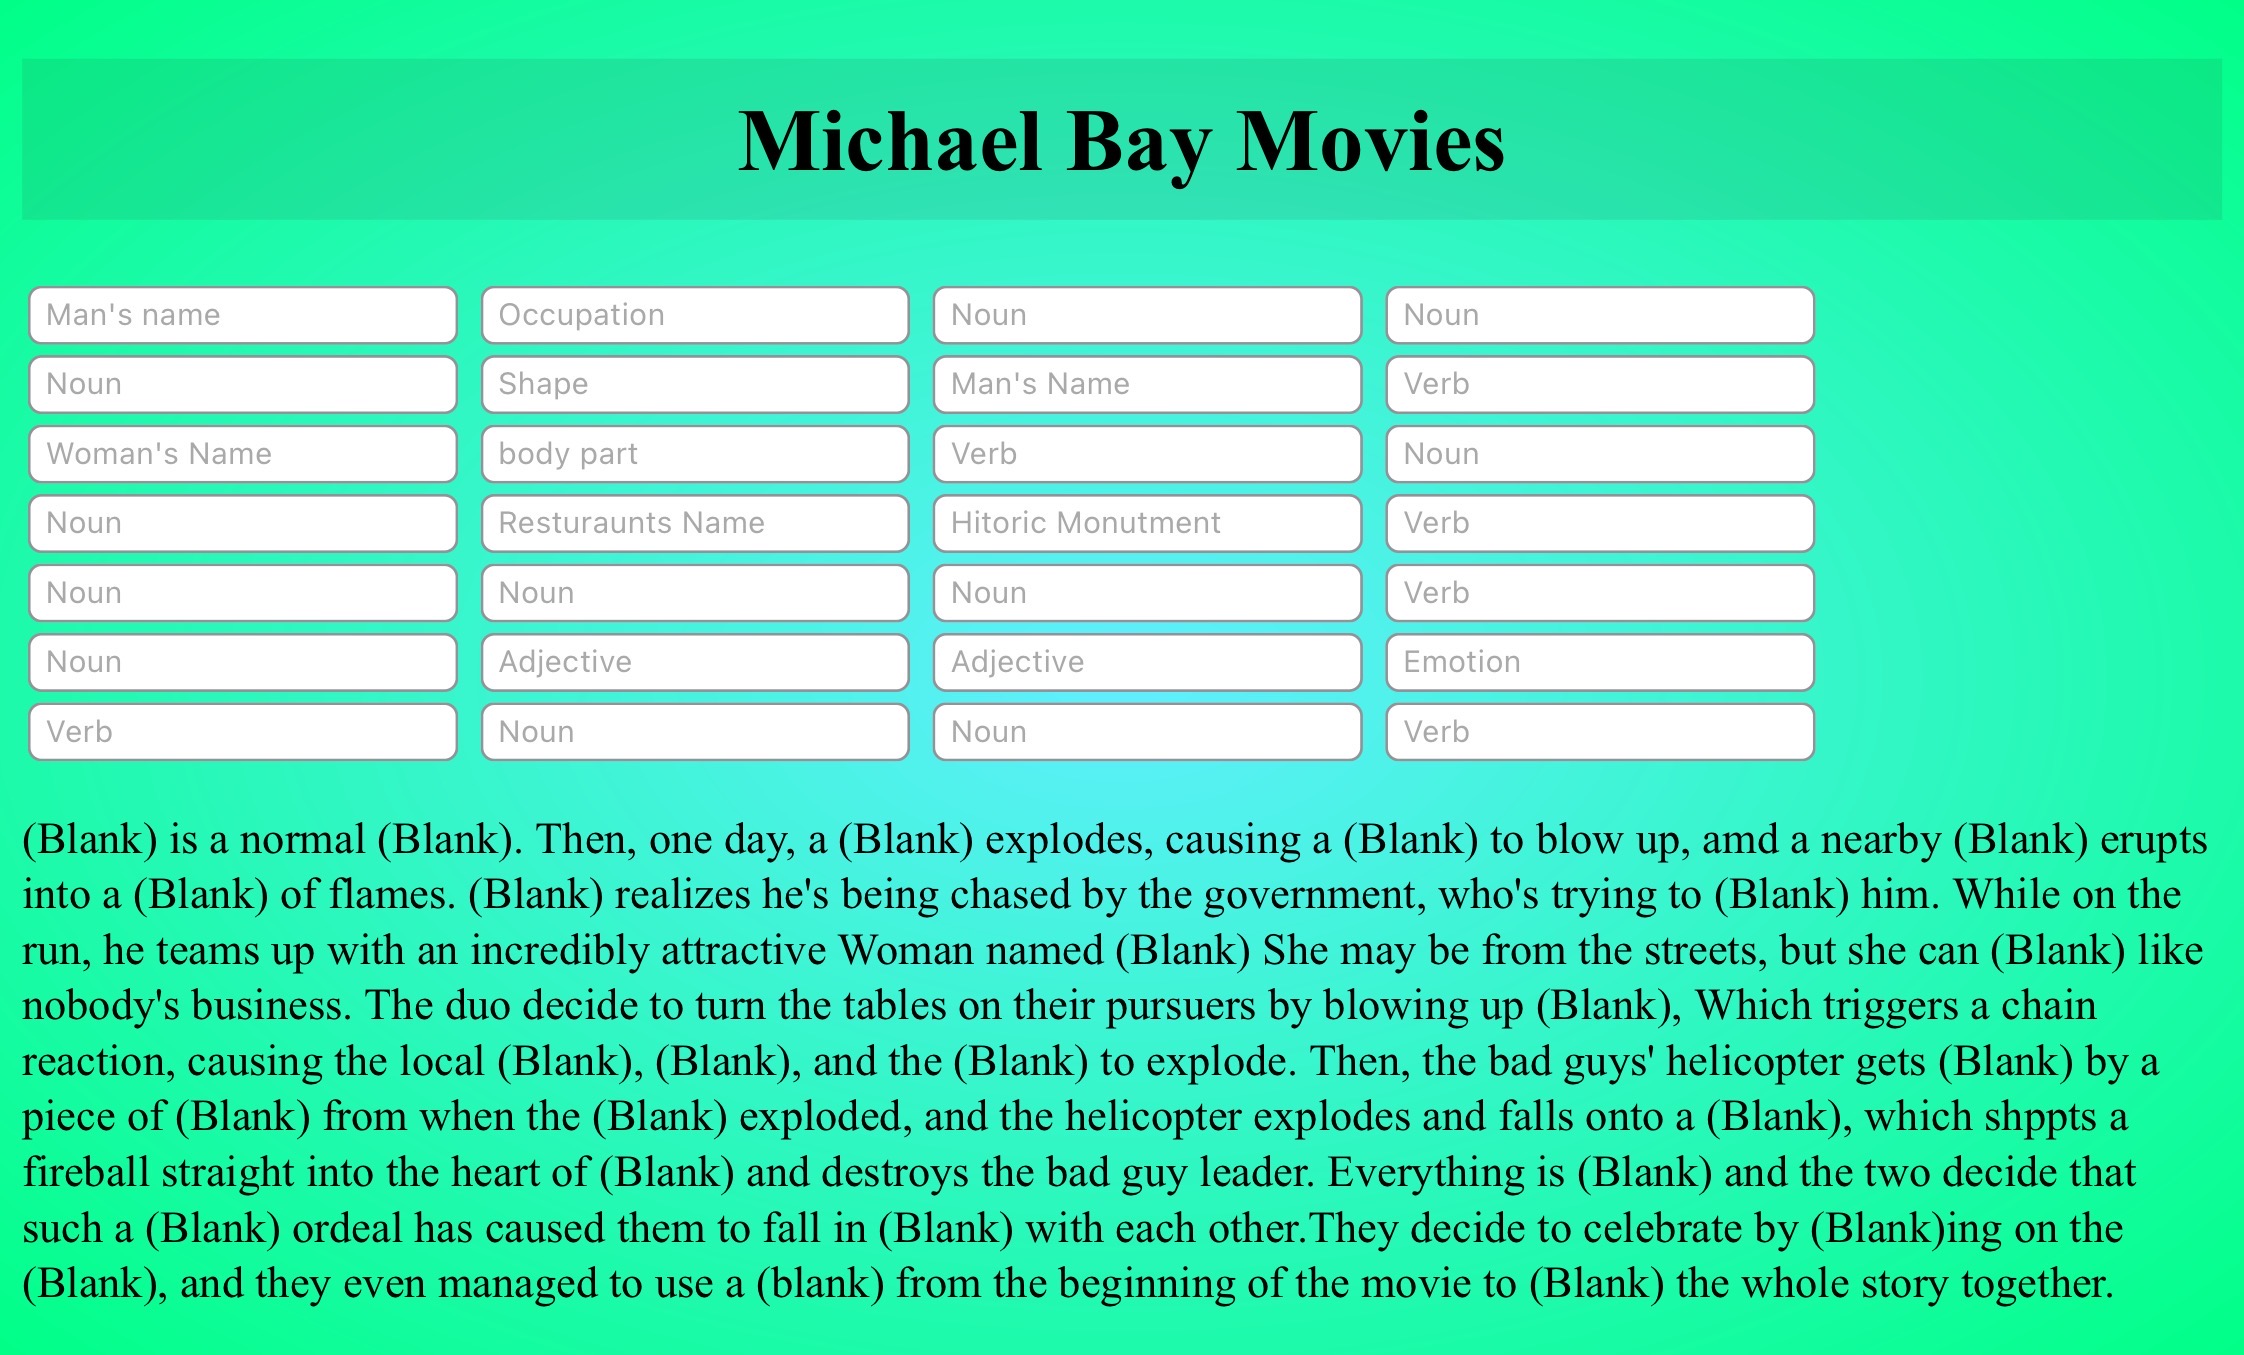 Michael Bay Movies
Man's name Occupation Noun Noun
Noun Shape Man's Name Verb
Woman's Name body part Verb Noun
Noun Resturaunts Name Hitoric Monutment Verb
Noun Noun Noun Verb
Noun Adjective Adjective Emotion
Verb Noun Noun Verb
(Blank) is a normal (Blank). Then, one day, a (Blank) explodes, causing a (Blank) to blow up, amd a nearby (Blank) erupts
into a (Blank) of flames. (Blank) realizes he's being chased by the government, who's trying to (Blank) him. While on the
run, he teams up with an incredibly attractive Woman named (Blank) She may be from the streets, but she can (Blank) like
nobody's business. The duo decide to turn the tables on their pursuers by blowing up (Blank), Which triggers a chain
reaction, causing the local (Blank), (Blank), and the (Blank) to explode. Then, the bad guys' helicopter gets (Blank) by a
piece of (Blank) from when the (Blank) exploded, and the helicopter explodes and falls onto a (Blank), which shppts a
fireball straight into the heart of (Blank) and destroys the bad guy leader. Everything is (Blank) and the two decide that
such a (Blank) ordeal has caused them to fall in (Blank) with each other.They decide to celebrate by (Blank)ing on the
(Blank), and they even managed to use a (blank) from the beginning of the movie to (Blank) the whole story together.